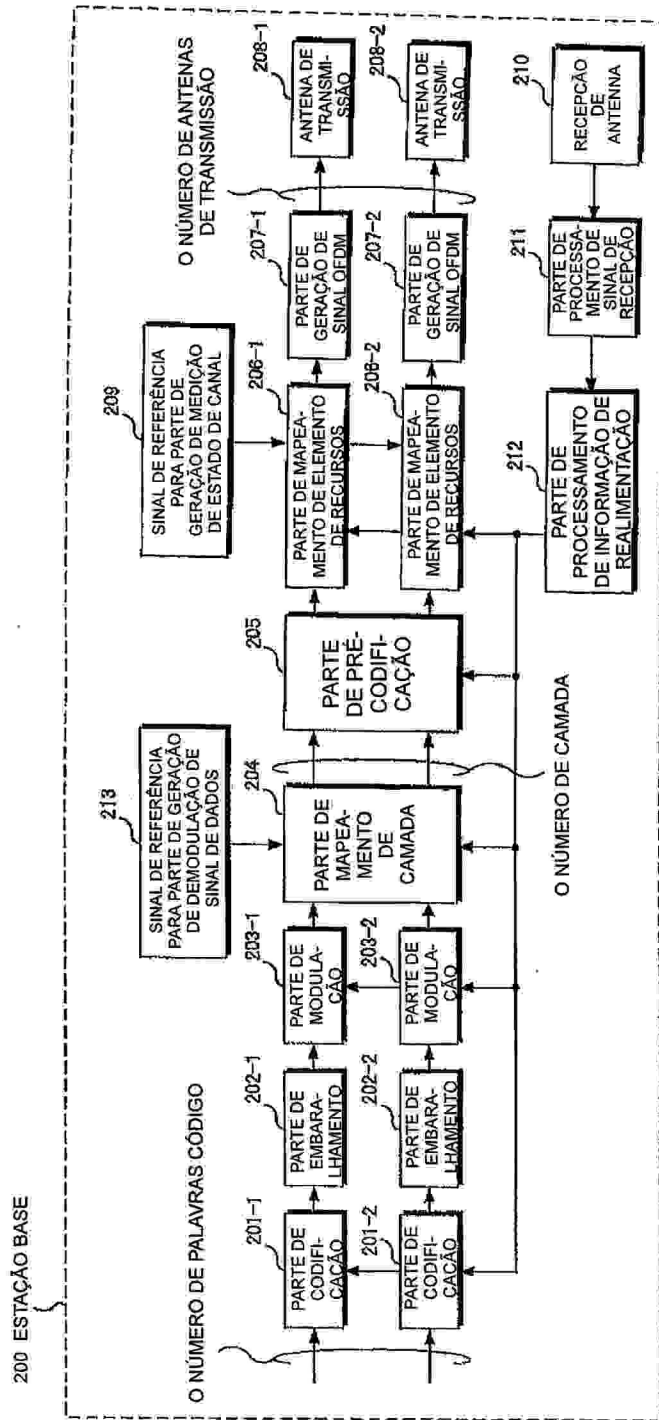 200 ESTAÇÃO BASE
O NÚMERO DE PALAVRAS CÓDIGO
201-1
PARTE DE
CODIFI-
CAÇÃO
201-2
PARTE DE
CODIFI-
CAÇÃO
202-1
PARTE DE
EMBARA-
LHAMENTO
202-2
PARTE DE
EMBARA-
LHAMENTO
203-1
PARTE DE
MODULA-
ÇÃO
203-2
PARTE DE
MODULA-
ÇÃO
213
SINAL DE REFERÊNCIA
PARA PARTE DE GERAÇÃO
DE DEMODULAÇÃO DE
SINAL DE DADOS
204
PARTE DE
MAPEA-
MENTO
DE
CAMADA
O NÚMERO DE CAMADA
205
PARTE
DE PRÉ-
CODIFI-
CAÇÃO
209
SINAL DE REFERÊNCIA
PARA PARTE DE
GERAÇÃO DE MEDIÇÃO
DE ESTADO DE CANAL
206-1
PARTE DE MAPEA-
MENTO DE ELEMENTO
DE RECURSOS
206-2
PARTE DE MAPEA-
MENTO DE ELEMENTO
DE RECURSOS
O NÚMERO DE ANTENAS
DE TRANSMISSÃO
207-1
PARTE DE
GERAÇÃO DE
SINAL OFDM
207-2
PARTE DE
GERAÇÃO DE
SINAL OFDM
208-1
ANTENA DE
TRANSMI-
SSÃO
208-2
ANTENA DE
TRANSMI-
SSÃO
210
RECEPÇÃO
DE
ANTENNA
211
PARTE DE
PROCESSA-
MENTO DE
SINAL DE
RECEPÇÃO
212
PARTE DE
PROCESSAMENTO
DE INFORMAÇÃO DE
REALIMENTAÇÃO